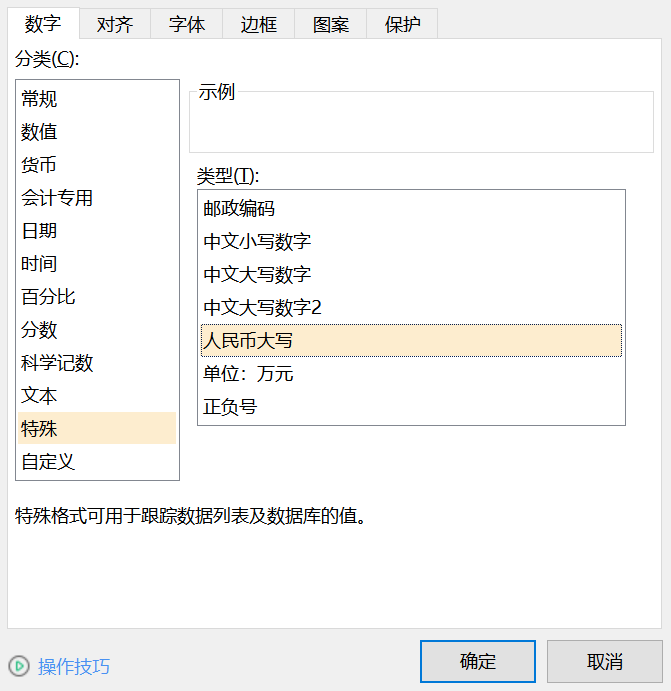 数字 对齐 字体 边框 图案 保护
分类(C):
常规
数值
货币
会计专用
日期
时间
百分比
分数
科学记数
文本
特殊
自定义
示例
类型(T):
邮政编码
中文小写数字
中文大写数字
中文大写数字2
人民币大写
单位：万元
正负号
特殊格式可用于跟踪数据列表及数据库的值。
操作技巧
确定 取消